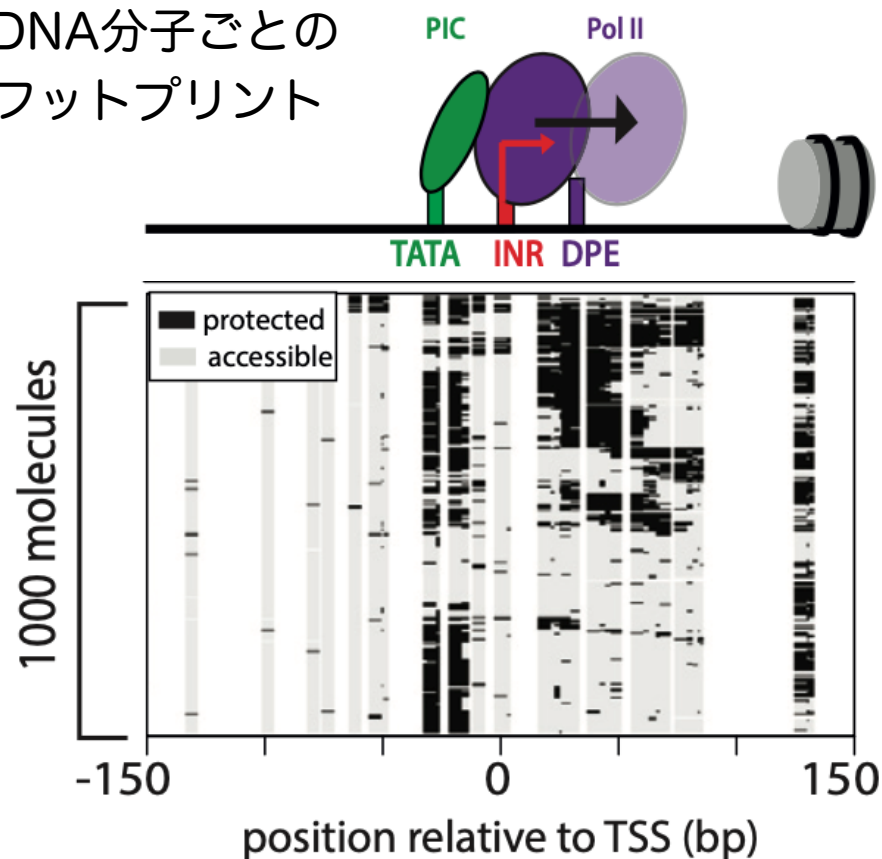 DNA分子ごとの
フットプリント
PIC
Pol II
TATA
INR
DPE
protected
accessible
1000 molecules
-150
0
150
position relative to TSS (bp)